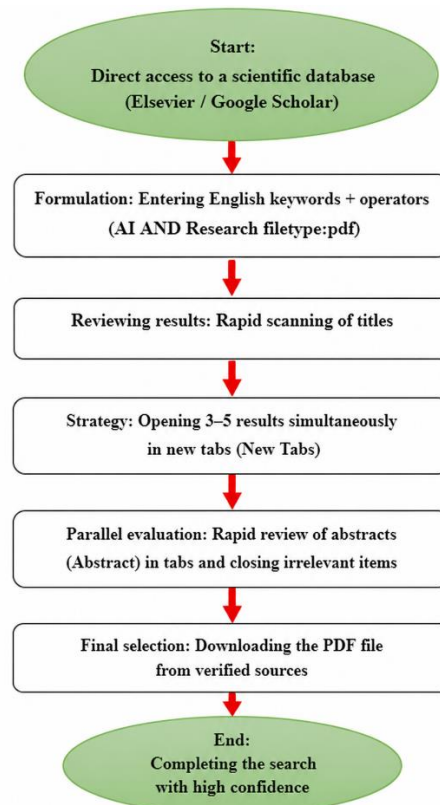 Start:
Direct access to a scientific database
(Elsevier / Google Scholar)
Formulation: Entering English keywords + operators
(AI AND Research filetype:pdf)
Reviewing results: Rapid scanning of titles
Strategy: Opening 3–5 results simultaneously
in new tabs (New Tabs)
Parallel evaluation: Rapid review of abstracts
(Abstract) in tabs and closing irrelevant items
Final selection: Downloading the PDF file
from verified sources
End:
Completing the search
with high confidence